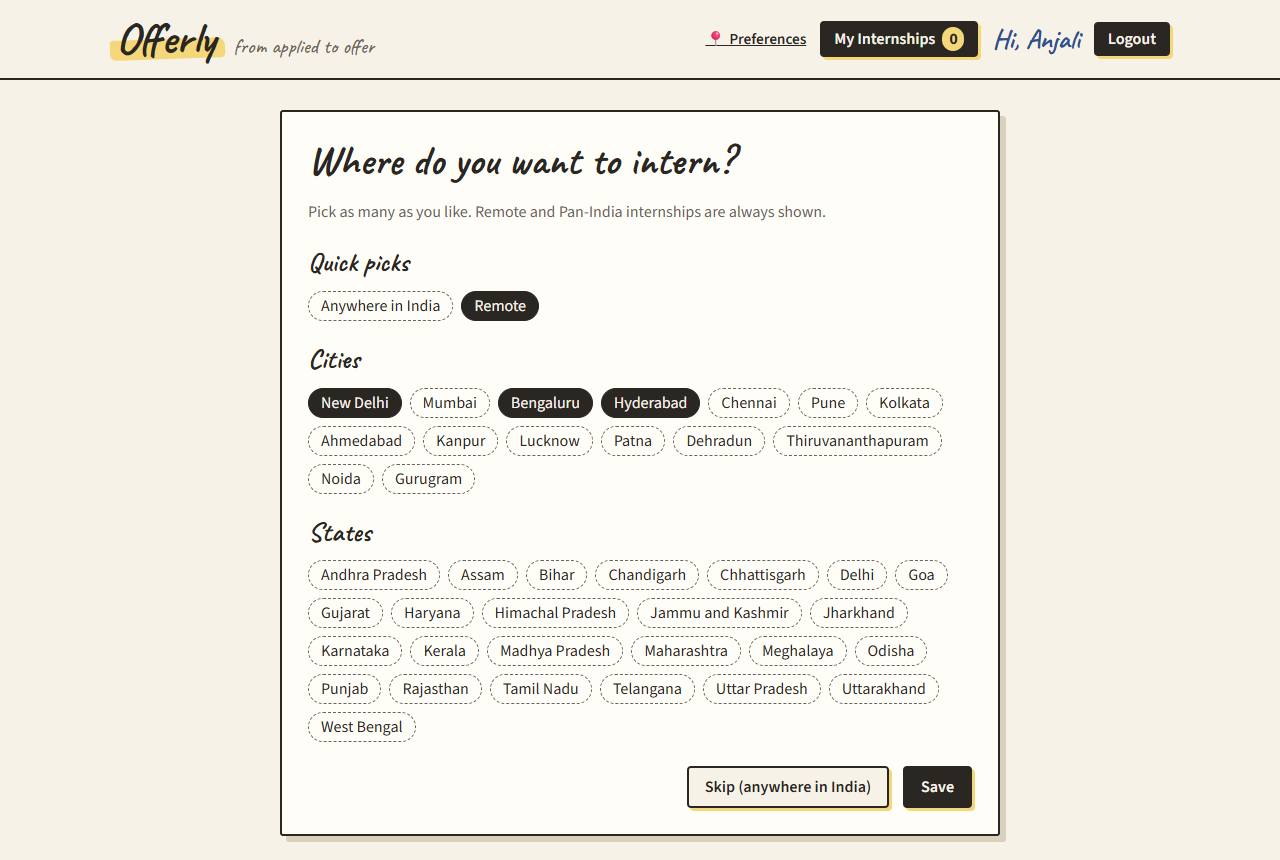 Offerly from applied to offer 📍 Preferences My Internships 0 Hi, Anjali Logout
Where do you want to intern?
Pick as many as you like. Remote and Pan-India internships are always shown.
Quick picks
Anywhere in India Remote
Cities
New Delhi Mumbai Bengaluru Hyderabad Chennai Pune Kolkata
Ahmedabad Kanpur Lucknow Patna Dehradun Thiruvananthapuram
Noida Gurugram
States
Andhra Pradesh Assam Bihar Chandigarh Chhattisgarh Delhi Goa
Gujarat Haryana Himachal Pradesh Jammu and Kashmir Jharkhand
Karnataka Kerala Madhya Pradesh Maharashtra Meghalaya Odisha
Punjab Rajasthan Tamil Nadu Telangana Uttar Pradesh Uttarakhand
West Bengal
Skip (anywhere in India) Save